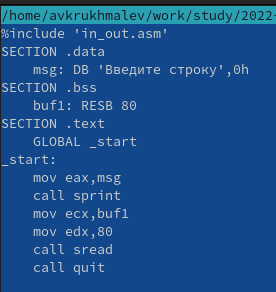 /home/avkrukhmalev/work/study/2022-
%include 'in_out.asm'
SECTION .data
    msg: DB 'Введите строку',0h
SECTION .bss
    buf1: RESB 80
SECTION .text
    GLOBAL _start
_start:
    mov eax,msg
    call sprint
    mov ecx,buf1
    mov edx,80
    call sread
    call quit